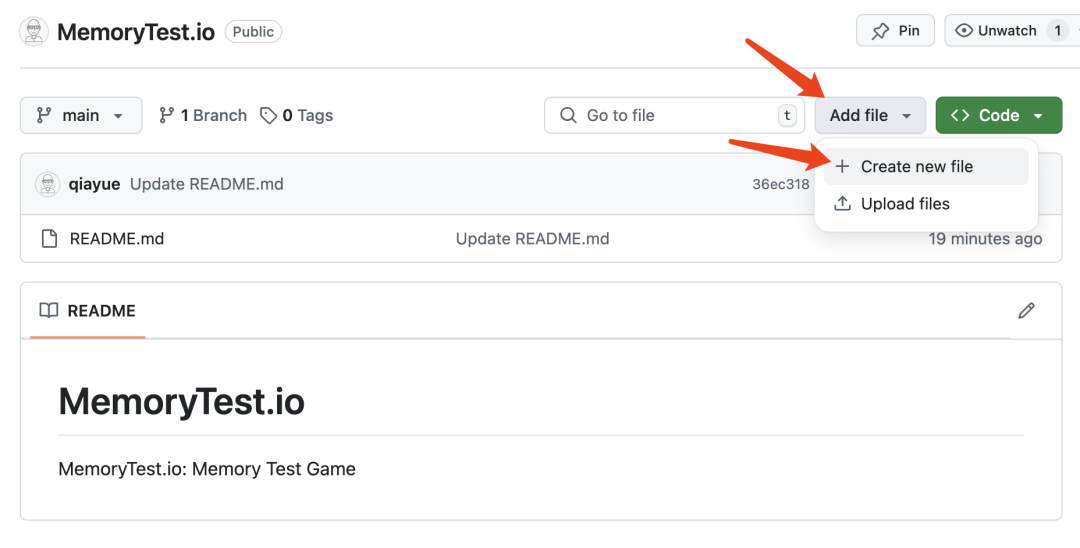 MemoryTest.io Public Pin Unwatch 1
main 1 Branch 0 Tags Go to file t Add file Code
qiayue Update README.md 36ec318 Create new file
Upload files
README.md Update README.md 19 minutes ago
README
MemoryTest.io
MemoryTest.io: Memory Test Game